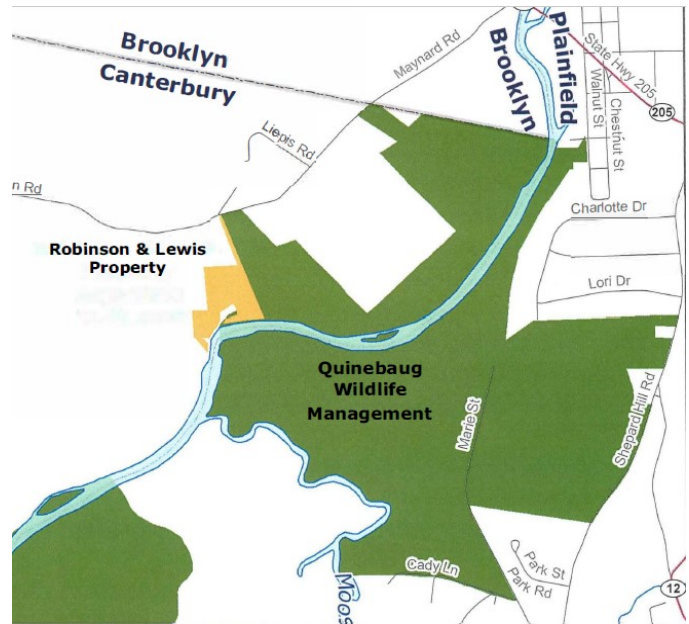 Brooklyn
Canterbury
Maynard Rd
Plainfield
Brooklyn
State Hwy 205
205
Walnut St
Chestnut St
Liepis Rd
n Rd
Charlotte Dr
Robinson & Lewis
Property
Lori Dr
Quinebaug
Wildlife
Management
Marie St
Shepard Hill Rd
Cady Ln
Park St
Park Rd
Moos
12